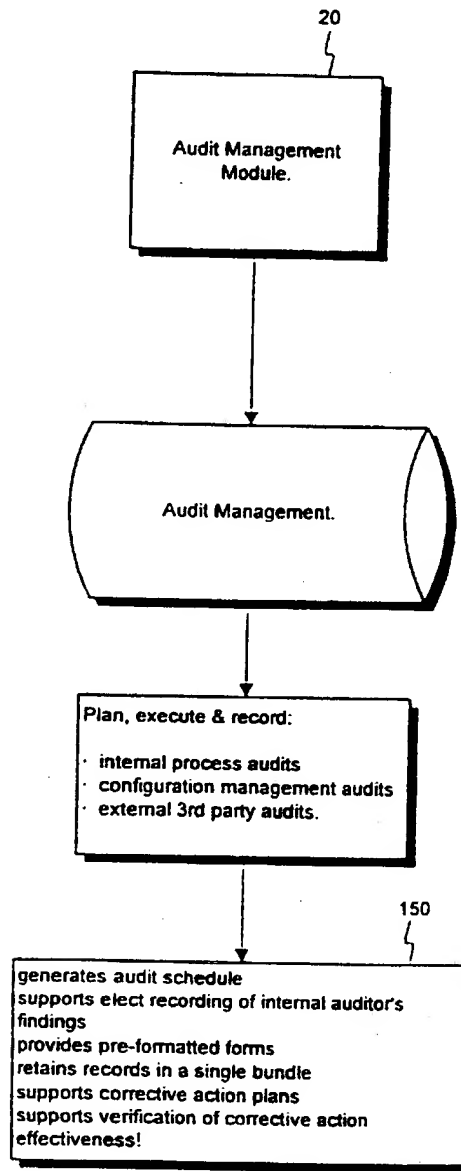 20
Audit Management
Module.
Audit Management.
Plan, execute & record:
· internal process audits
· configuration management audits
· external 3rd party audits.
150
generates audit schedule
supports elect recording of internal auditor's
findings
provides pre-formatted forms
retains records in a single bundle
supports corrective action plans
supports verification of corrective action
effectiveness!